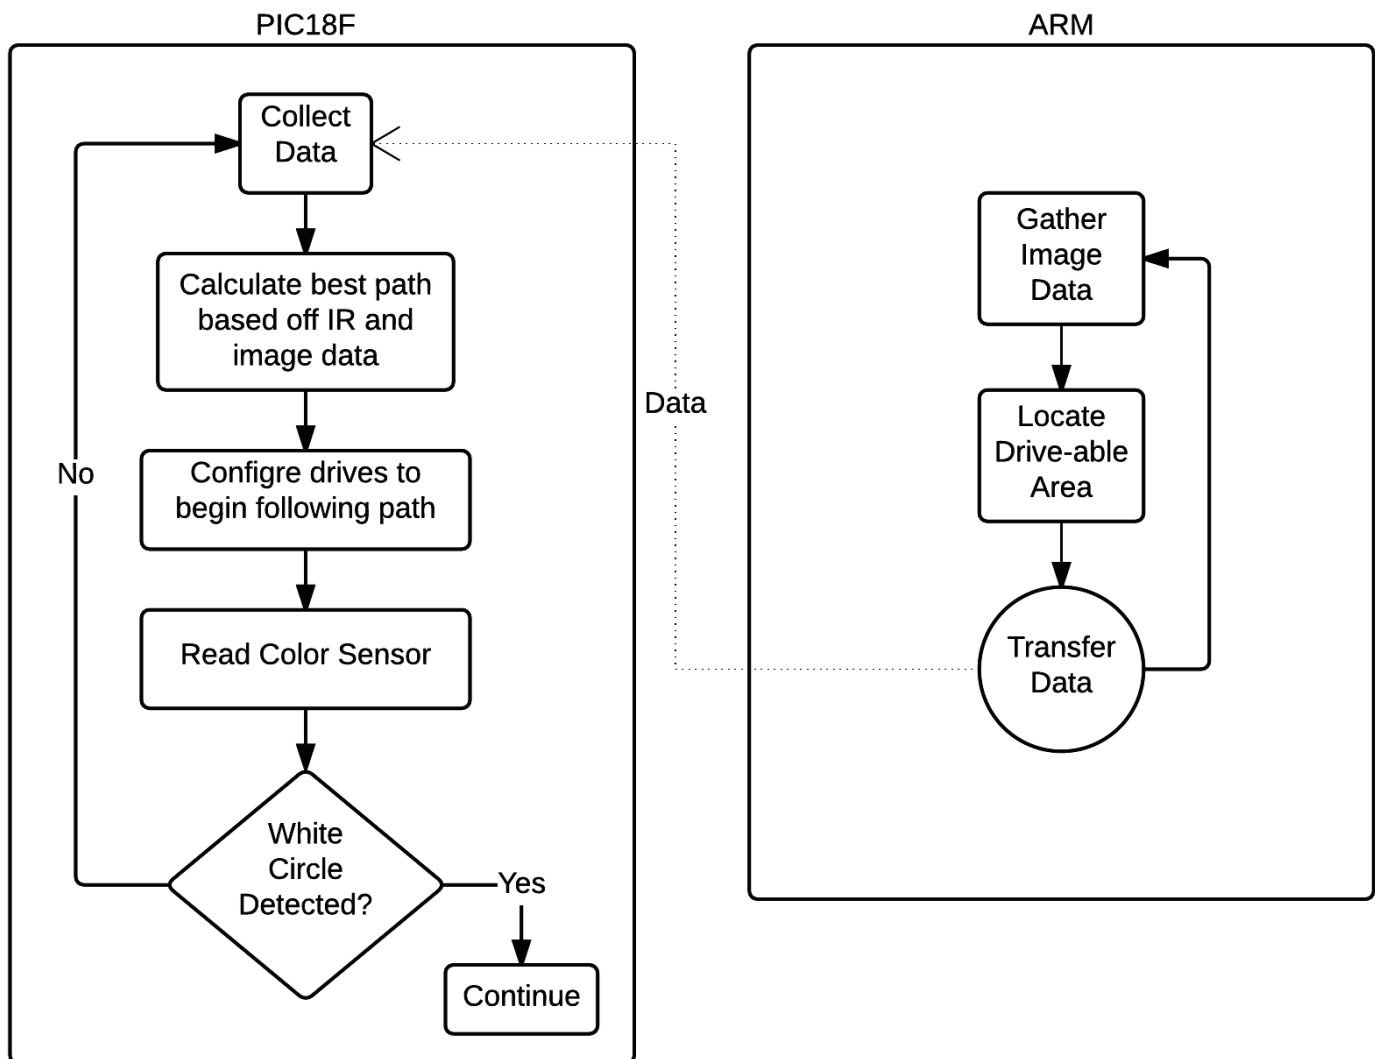 PIC18F
Collect
Data
Calculate best path
based off IR and
image data
Configre drives to
begin following path
No
Read Color Sensor
White
Circle
Detected?
Yes
Continue
Data
ARM
Gather
Image
Data
Locate
Drive-able
Area
Transfer
Data